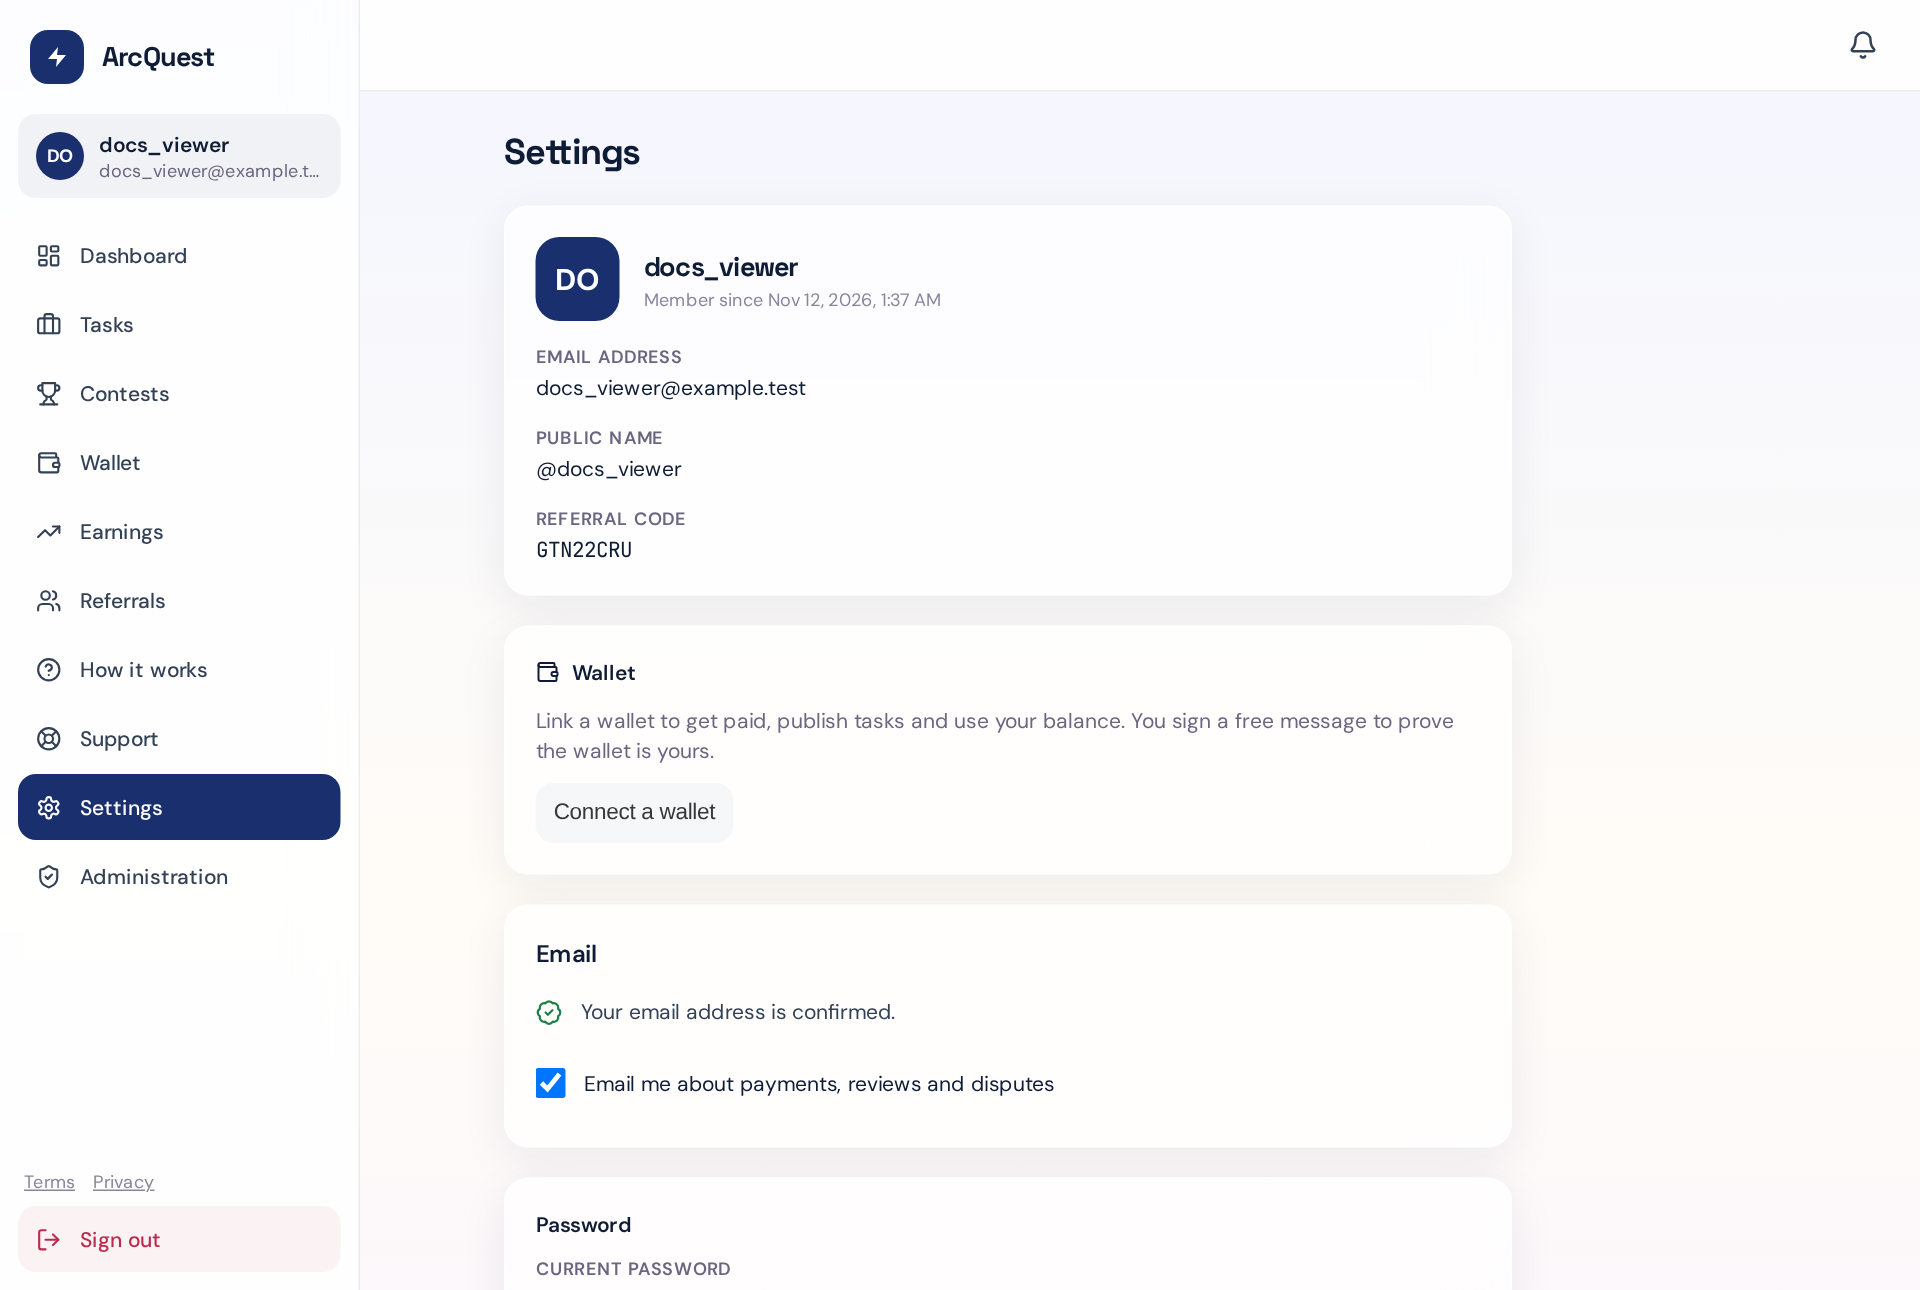 ArcQuest
DO
docs_viewer
docs_viewer@example.t...
Dashboard
Tasks
Contests
Wallet
Earnings
Referrals
How it works
Support
Settings
Administration
Terms Privacy
Sign out
Settings
DO
docs_viewer
Member since Nov 12, 2026, 1:37 AM
EMAIL ADDRESS
docs_viewer@example.test
PUBLIC NAME
@docs_viewer
REFERRAL CODE
GTN22CRU
Wallet
Link a wallet to get paid, publish tasks and use your balance. You sign a free message to prove
the wallet is yours.
Connect a wallet
Email
Your email address is confirmed.
Email me about payments, reviews and disputes
Password
CURRENT PASSWORD